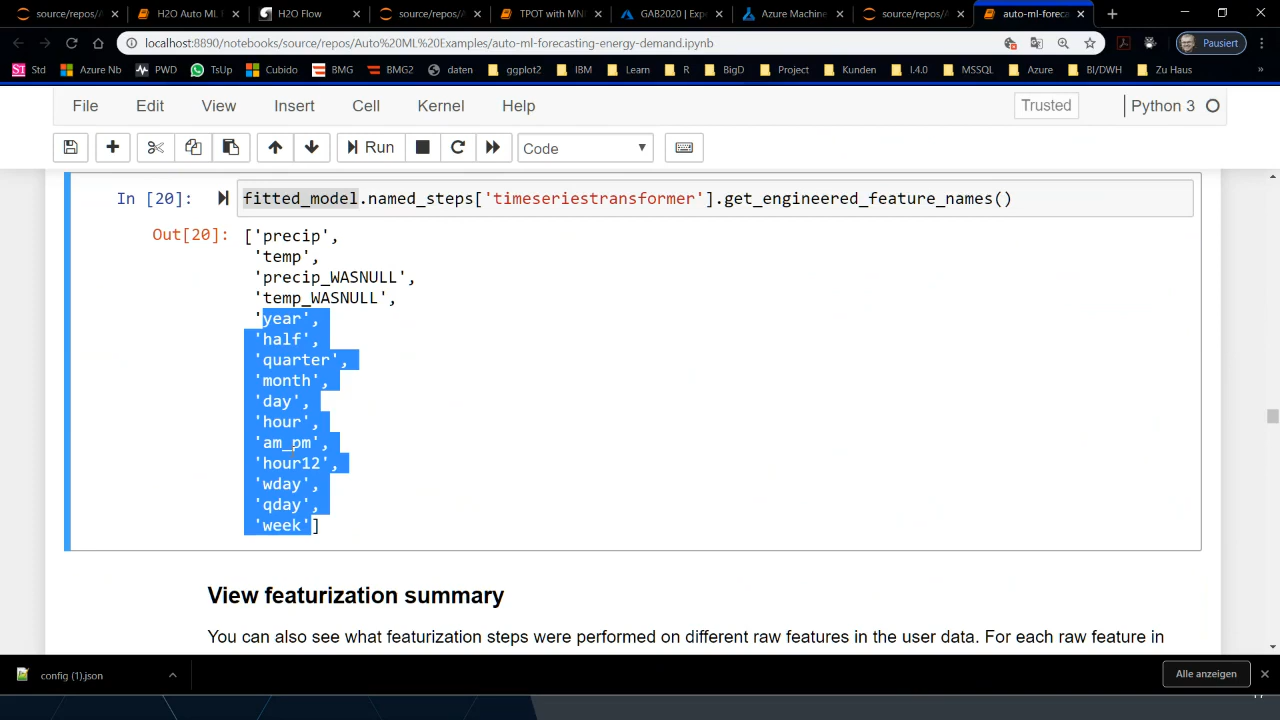 source/repos/A
H2O Auto ML
H2O Flow
source/repos/A
TPOT with MN
GAB2020 | Exp
Azure Machine
source/repos/A
auto-ml-foreca
localhost:8890/notebooks/source/repos/Auto%20ML%20Examples/auto-ml-forecasting-energy-demand.ipynb
Pausiert
ST Std
Azure Nb
PWD
TsUp
Cubido
BMG
BMG2
daten
ggplot2
IBM
Learn
R
BigD
Project
Kunden
I.4.0
MSSQL
Azure
BI/DWH
Zu Haus
»
File Edit View Insert Cell Kernel Help
Trusted
Python 3
Run
Code
In [20]: fitted_model.named_steps['timeseriestransformer'].get_engineered_feature_names()
Out[20]: ['precip',
'temp',
'precip_WASNULL',
'temp_WASNULL',
'year',
'half',
'quarter',
'month',
'day',
'hour',
'am_pm',
'hour12',
'wday',
'qday',
'week']
View featurization summary
You can also see what featurization steps were performed on different raw features in the user data. For each raw feature in
config (1).json
Alle anzeigen